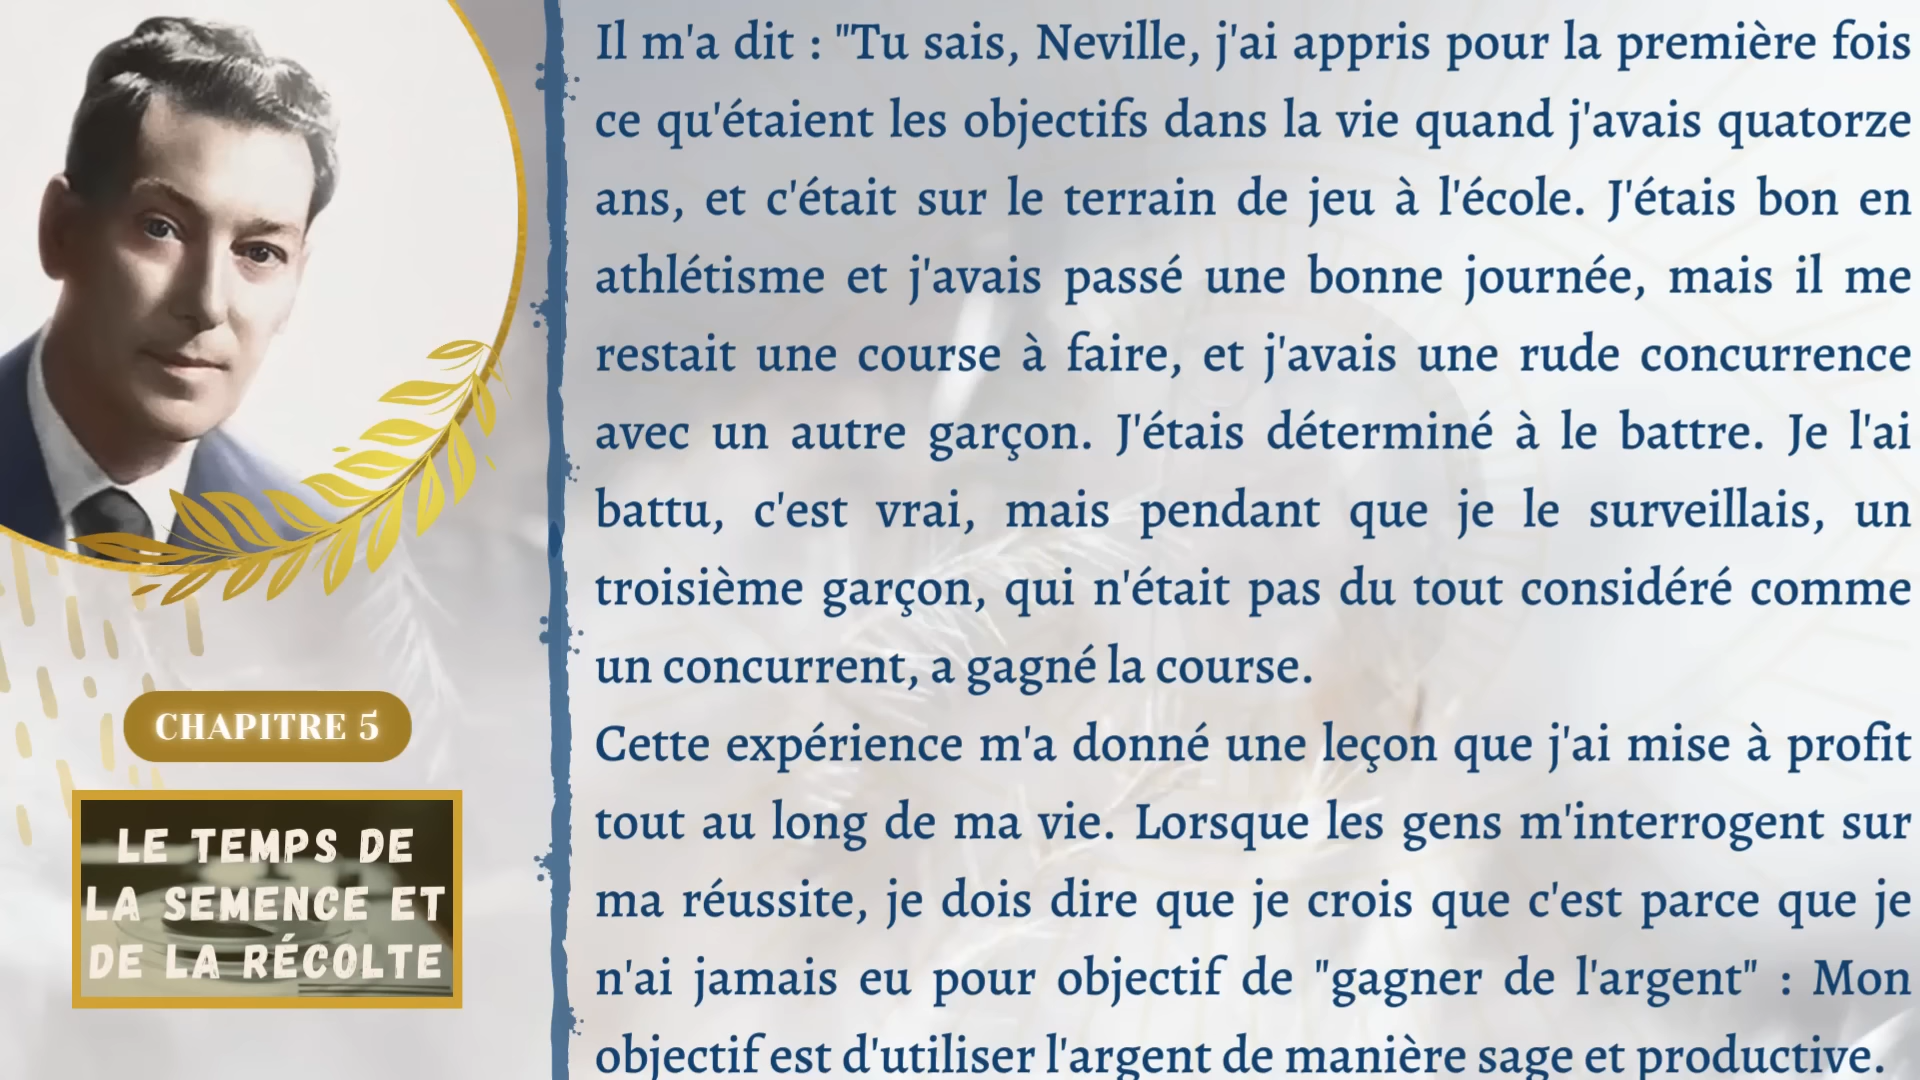 Il m'a dit : "Tu sais, Neville, j'ai appris pour la première fois
ce qu'étaient les objectifs dans la vie quand j'avais quatorze
ans, et c'était sur le terrain de jeu à l'école. J'étais bon en
athlétisme et j'avais passé une bonne journée, mais il me
restait une course à faire, et j'avais une rude concurrence
avec un autre garçon. J'étais déterminé à le battre. Je l'ai
battu, c'est vrai, mais pendant que je le surveillais, un
troisième garçon, qui n'était pas du tout considéré comme
un concurrent, a gagné la course.
Cette expérience m'a donné une leçon que j'ai mise à profit
tout au long de ma vie. Lorsque les gens m'interrogent sur
ma réussite, je dois dire que je crois que c'est parce que je
n'ai jamais eu pour objectif de "gagner de l'argent" : Mon
objectif est d'utiliser l'argent de manière sage et productive.
CHAPITRE 5
LE TEMPS DE
LA SEMENCE ET
DE LA RÉCOLTE